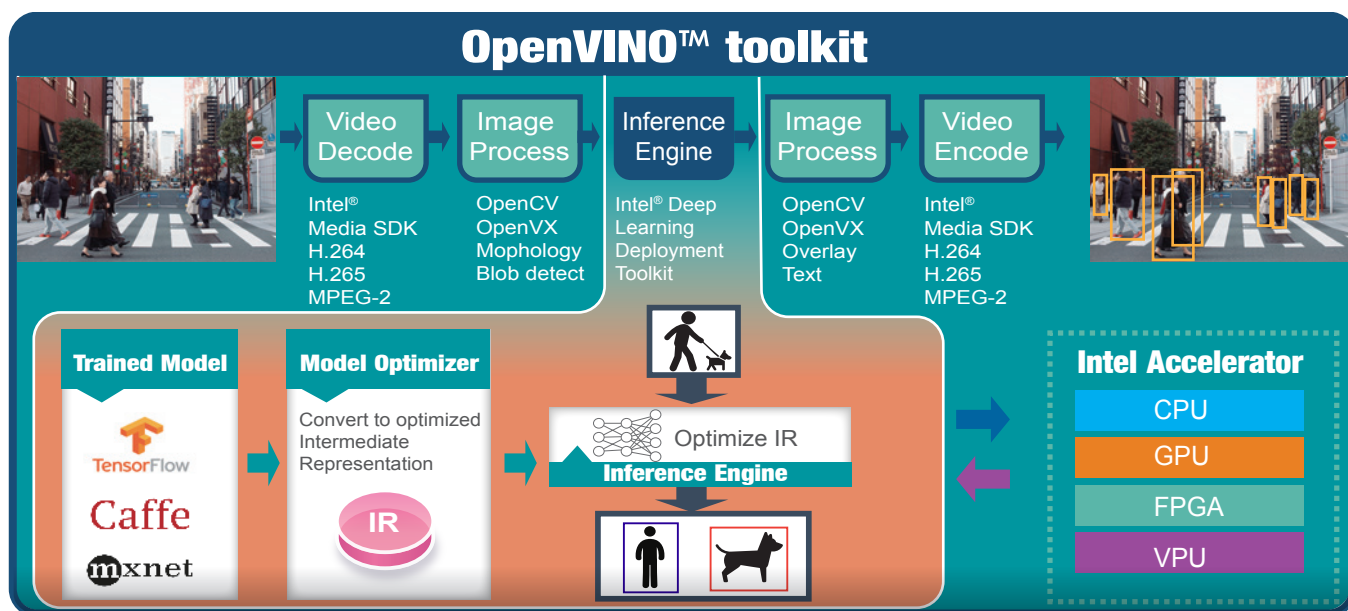 OpenVINO™ toolkit
Video
Decode
Image
Process
Inference
Engine
Image
Process
Video
Encode
Intel®
Media SDK
H.264
H.265
MPEG-2
OpenCV
OpenVX
Mophology
Blob detect
Intel® Deep
Learning
Deployment
Toolkit
OpenCV
OpenVX
Overlay
Text
Intel®
Media SDK
H.264
H.265
MPEG-2
Trained Model
TensorFlow
Caffe
mxnet
Model Optimizer
Convert to optimized
Intermediate
Representation
IR
Optimize IR
Inference Engine
Intel Accelerator
CPU
GPU
FPGA
VPU